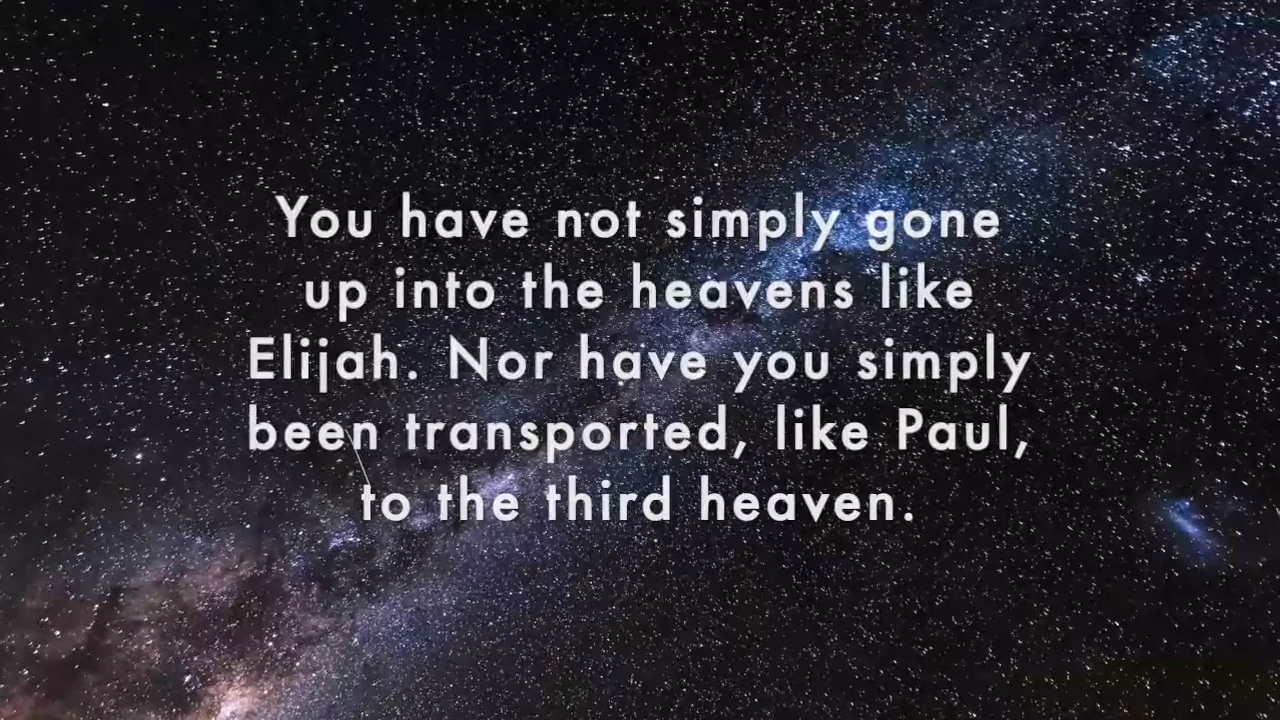 You have not simply gone
up into the heavens like
Elijah. Nor have you simply
been transported, like Paul,
to the third heaven.